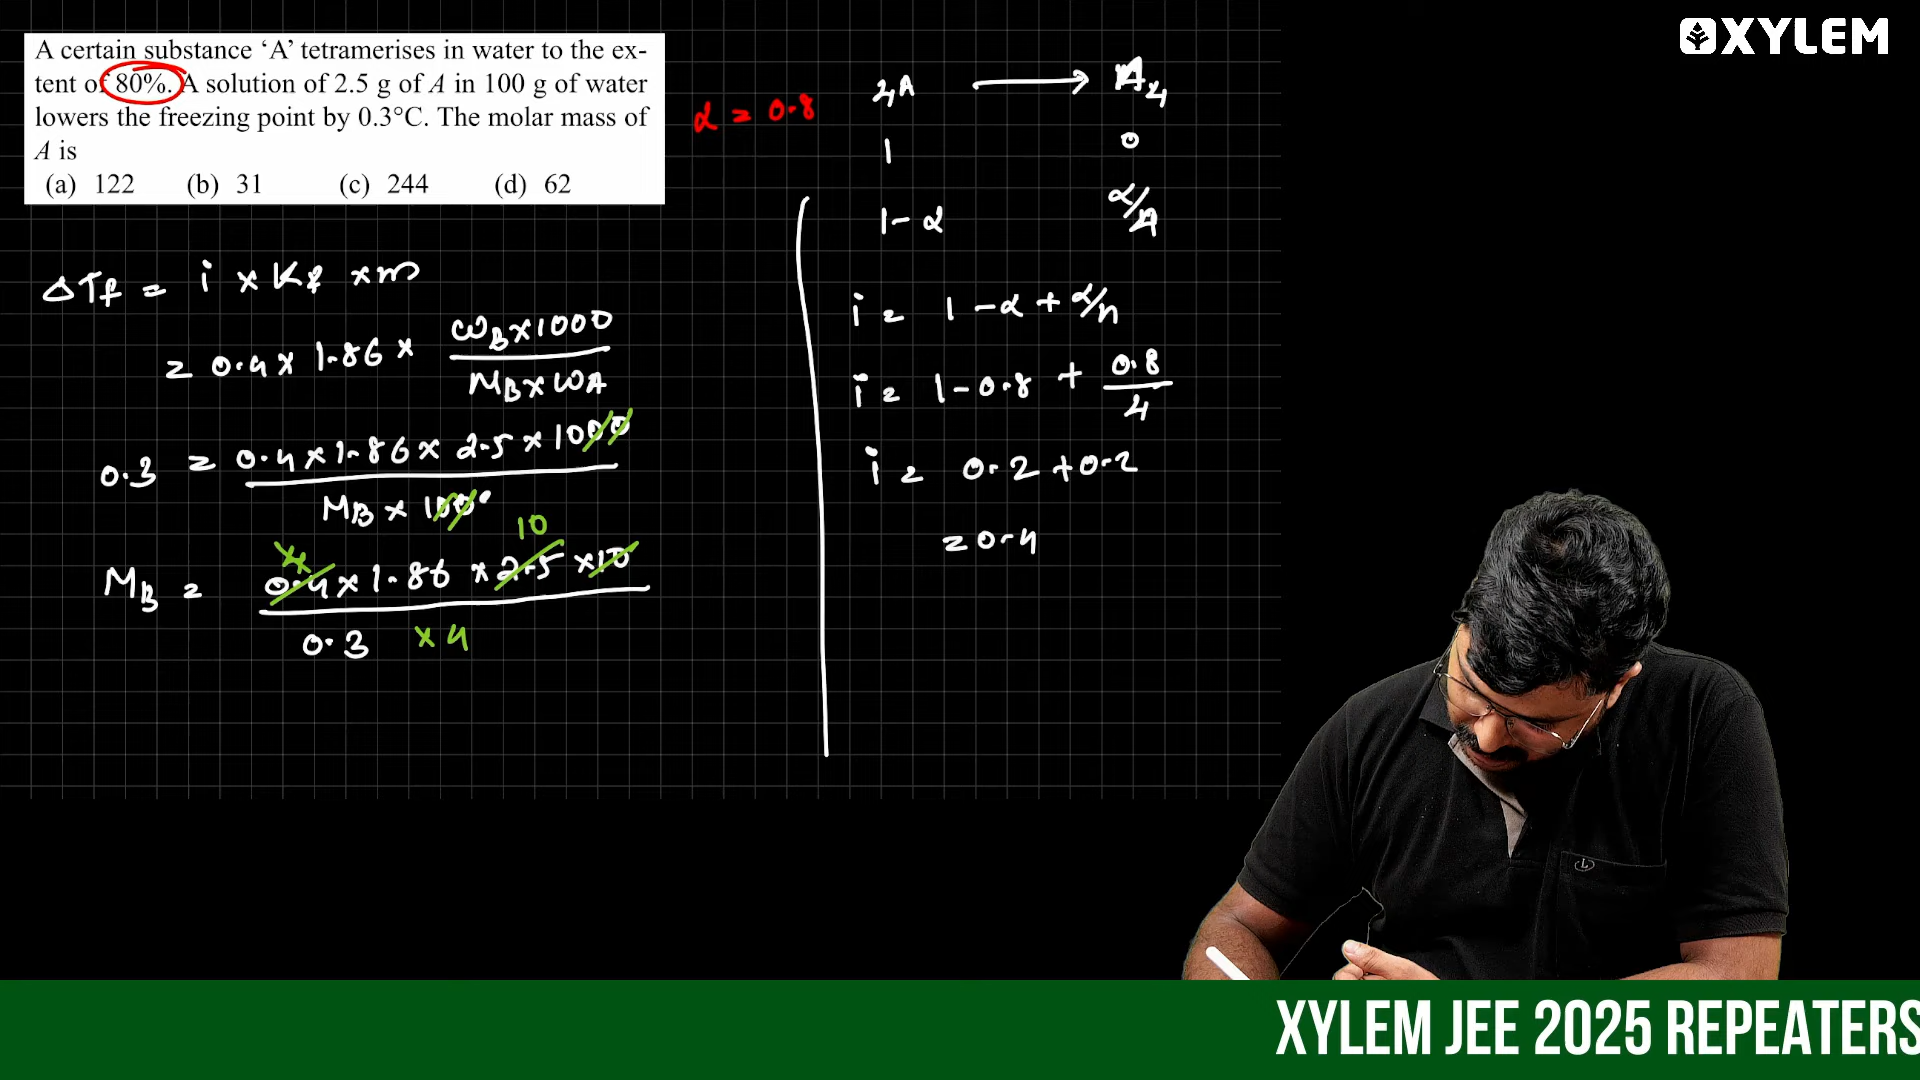 XYLEM
A certain substance ‘A’ tetramerises in water to the ex-
tent of 80%. A solution of 2.5 g of A in 100 g of water
lowers the freezing point by 0.3°C. The molar mass of
A is
(a) 122 (b) 31 (c) 244 (d) 62
α = 0.8
4A ⟶ A₄
1 0
1-α α/4
ΔTf = i × Kf × m
= 0.4 × 1.86 × (WB × 1000)/(MB × WA)
0.3 = (0.4 × 1.86 × 2.5 × 1000)/(MB × 100)
MB = (0.4 × 1.86 × 2.5 × 10)/0.3 × 4
4
10
i = 1 - α + α/n
i = 1 - 0.8 + 0.8/4
i = 0.2 + 0.2
= 0.4
XYLEM JEE 2025 REPEATERS